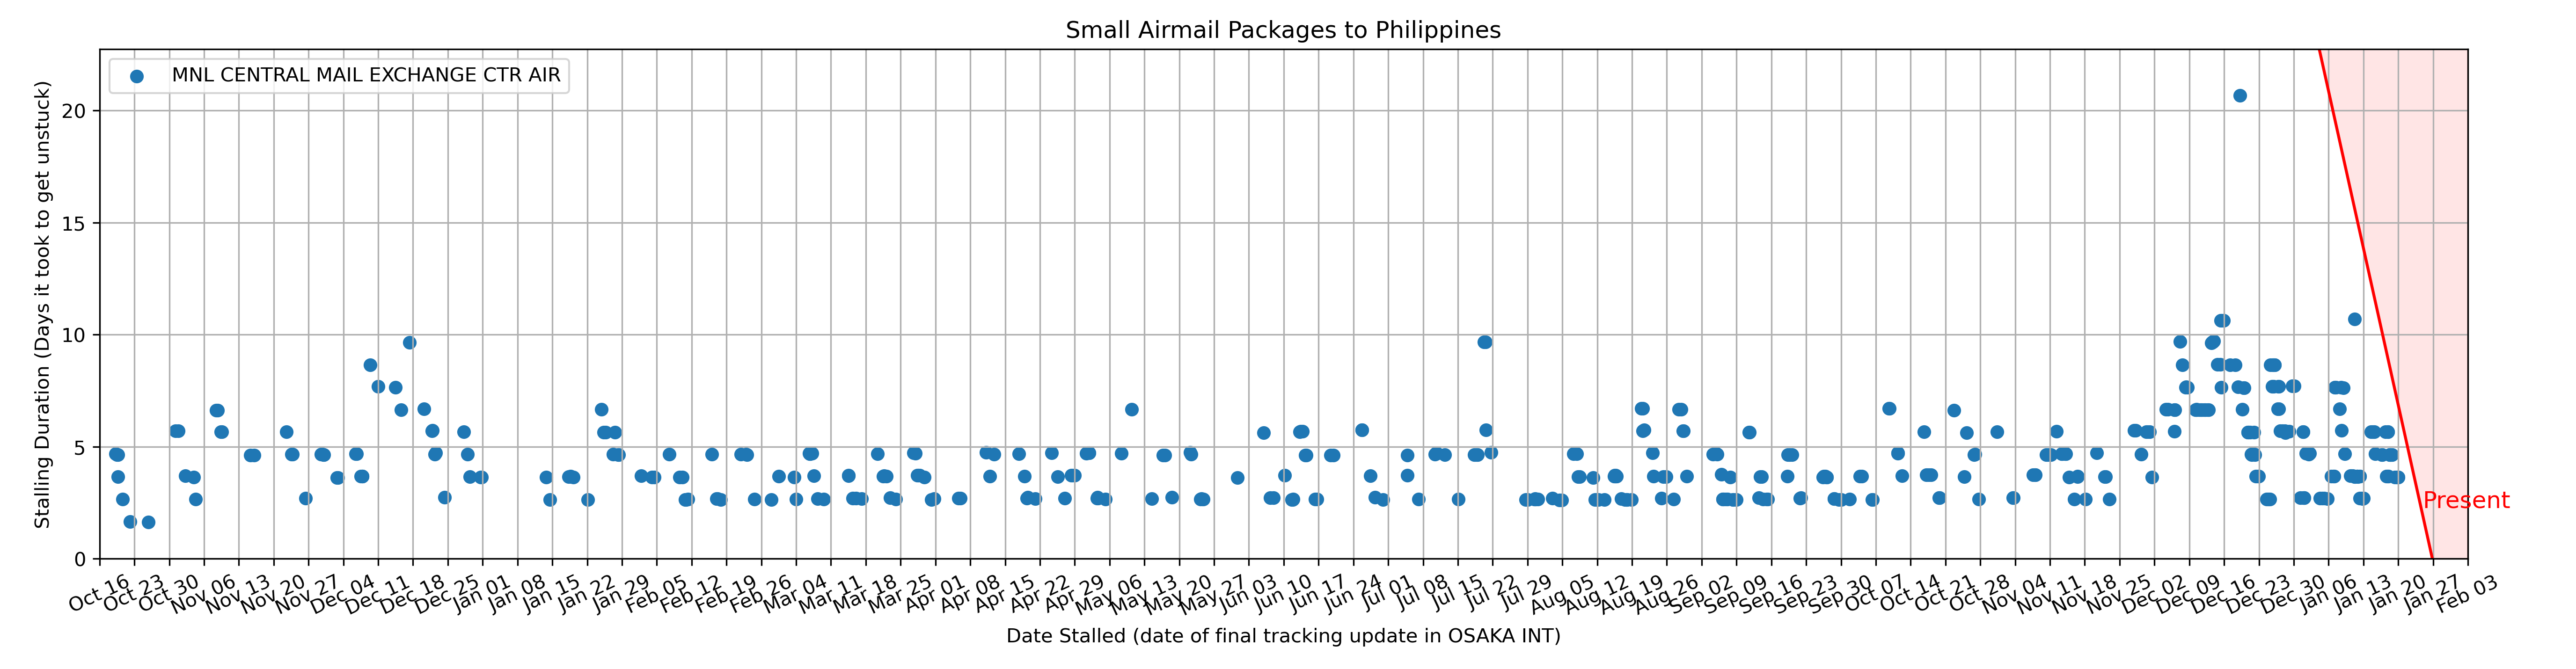 Small Airmail Packages to Philippines
MNL CENTRAL MAIL EXCHANGE CTR AIR
Stalling Duration (Days it took to get unstuck)
20
15
10
5
0
Present
Oct 16 Oct 23 Oct 30 Nov 06 Nov 13 Nov 20 Nov 27 Dec 04 Dec 11 Dec 18 Dec 25 Jan 01 Jan 08 Jan 15 Jan 22 Jan 29 Feb 05 Feb 12 Feb 19 Feb 26 Mar 04 Mar 11 Mar 18 Mar 25 Apr 01 Apr 08 Apr 15 Apr 22 Apr 29 May 06 May 13 May 20 May 27 Jun 03 Jun 10 Jun 17 Jun 24 Jul 01 Jul 08 Jul 15 Jul 22 Jul 29 Aug 05 Aug 12 Aug 19 Aug 26 Sep 02 Sep 09 Sep 16 Sep 23 Sep 30 Oct 07 Oct 14 Oct 21 Oct 28 Nov 04 Nov 11 Nov 18 Nov 25 Dec 02 Dec 09 Dec 16 Dec 23 Dec 30 Jan 06 Jan 13 Jan 20 Jan 27 Feb 03
Date Stalled (date of final tracking update in OSAKA INT)